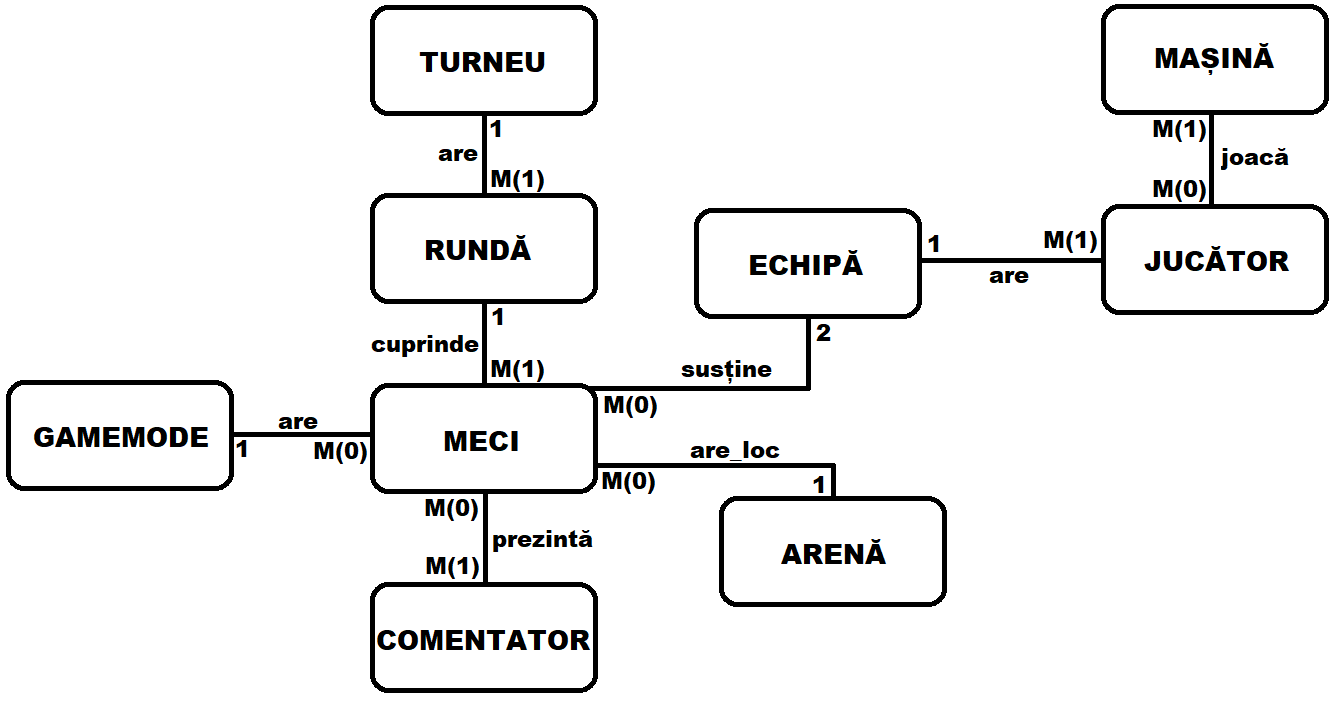 TURNEU
MAȘINĂ
1
M(1)
are
joacă
M(1)
M(0)
RUNDĂ
ECHIPĂ
1
M(1)
JUCĂTOR
are
1
2
cuprinde
M(1)
susține
M(0)
GAMEMODE
are
1
M(0)
MECI
are_loc
M(0)
1
M(0)
prezintă
M(1)
ARENĂ
COMENTATOR